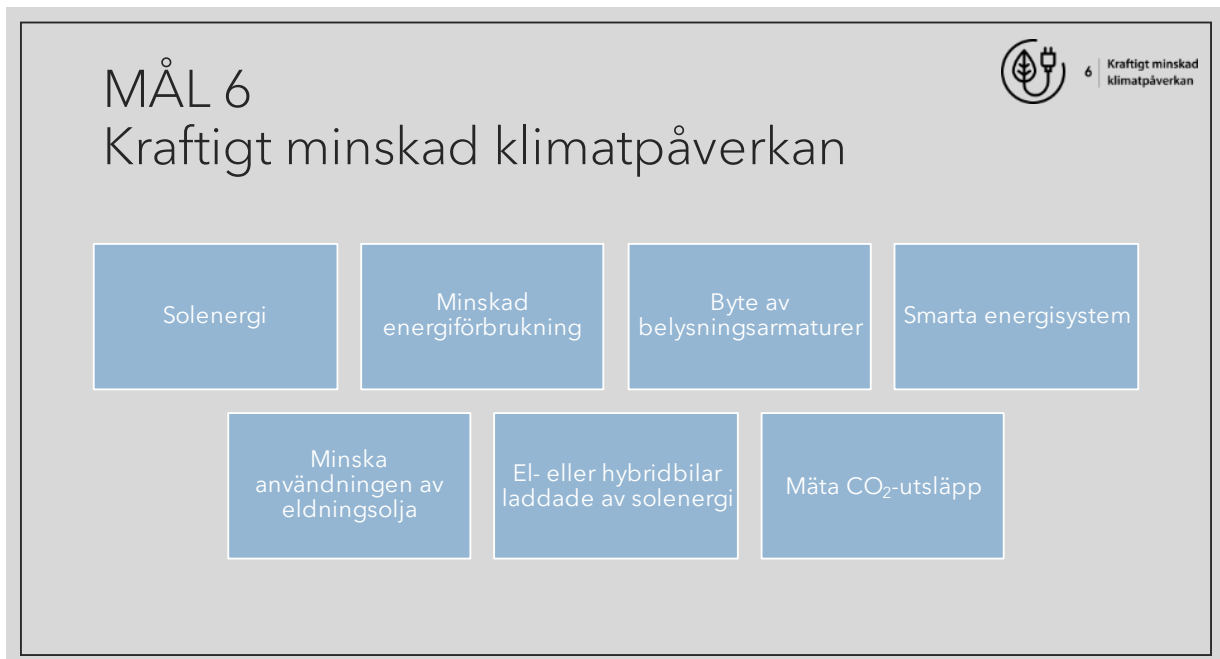 MÅL 6
Kraftigt minskad klimatpåverkan
6 Kraftigt minskad
klimatpåverkan
Solenergi
Minskad
energiförbrukning
Byte av
belysningsarmaturer
Smarta energisystem
Minska
användningen av
eldningsolja
El- eller hybridbilar
laddade av solenergi
Mäta CO₂-utsläpp